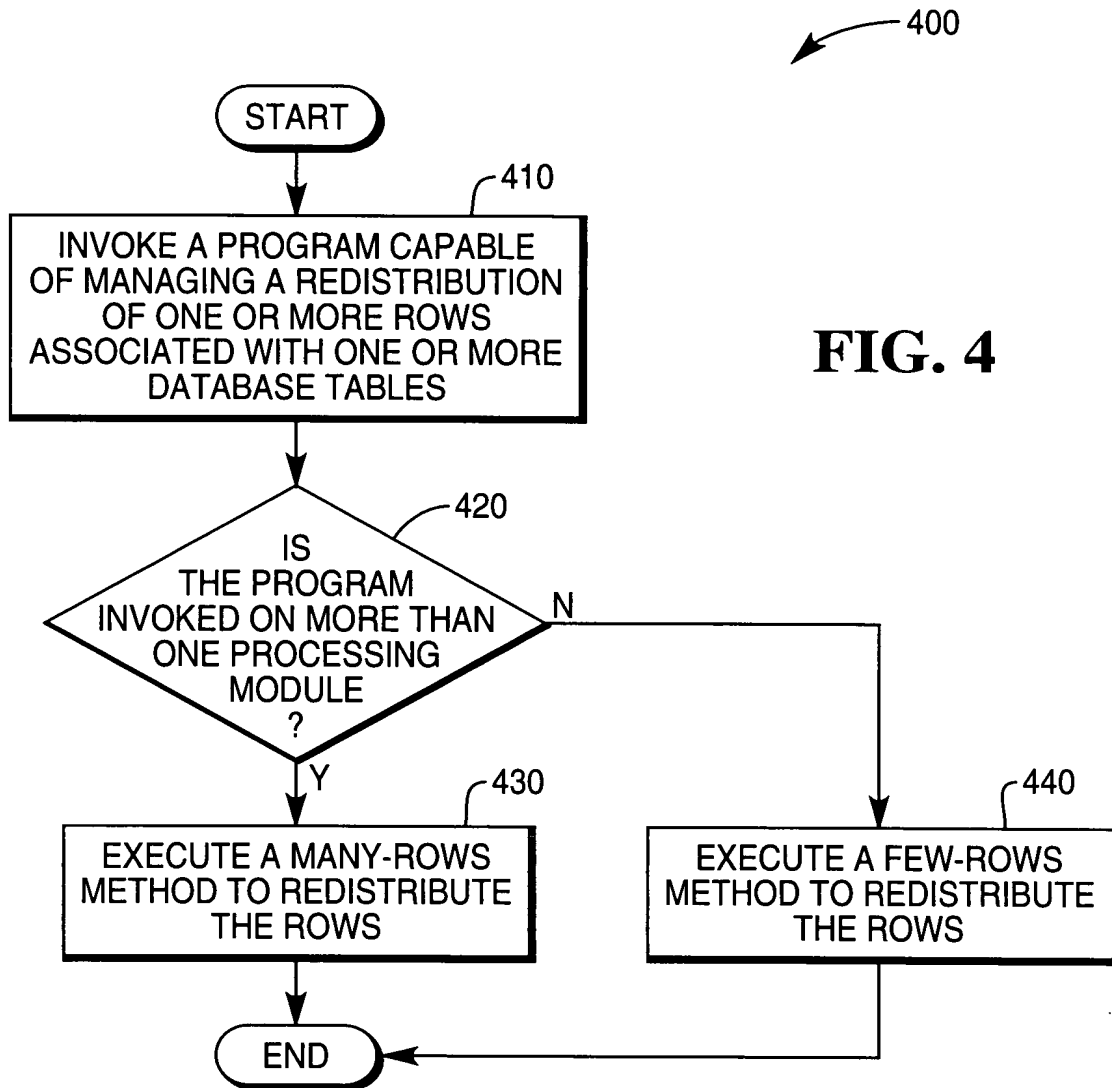 400
START
410
INVOKE A PROGRAM CAPABLE
OF MANAGING A REDISTRIBUTION
OF ONE OR MORE ROWS
ASSOCIATED WITH ONE OR MORE
DATABASE TABLES
FIG. 4
420
IS
THE PROGRAM
INVOKED ON MORE THAN
ONE PROCESSING
MODULE
?
N
Y
430
EXECUTE A MANY-ROWS
METHOD TO REDISTRIBUTE
THE ROWS
440
EXECUTE A FEW-ROWS
METHOD TO REDISTRIBUTE
THE ROWS
END